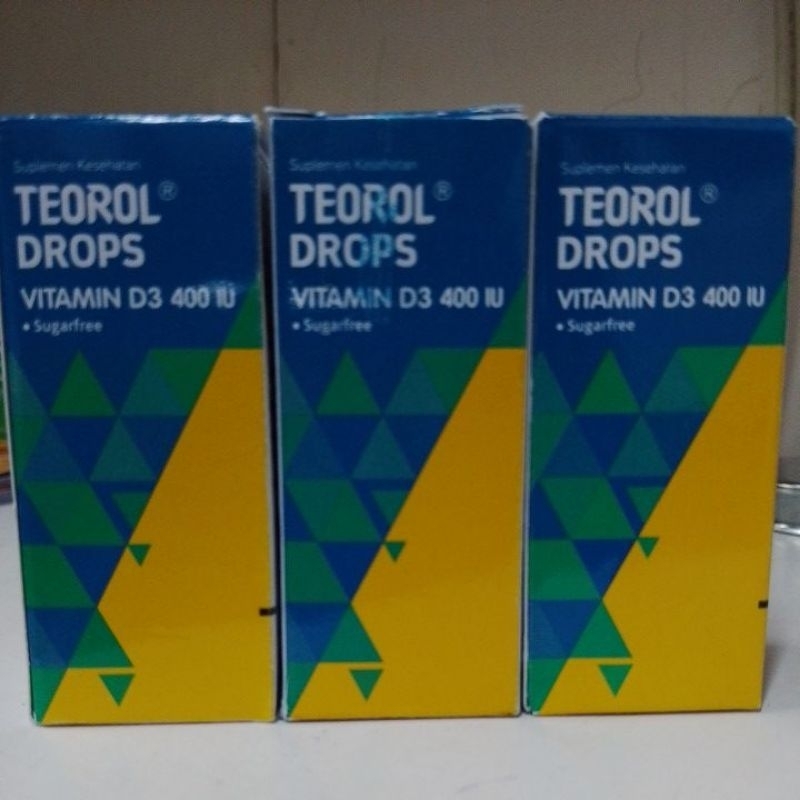 Suplemen Kesehatan
TEOROL®
DROPS
VITAMIN D3 400 IU
• Sugarfree
Suplemen Kesehatan
TEOROL®
DROPS
VITAMIN D3 400 IU
• Sugarfree
Suplemen Kesehatan
TEOROL®
DROPS
VITAMIN D3 400 IU
• Sugarfree